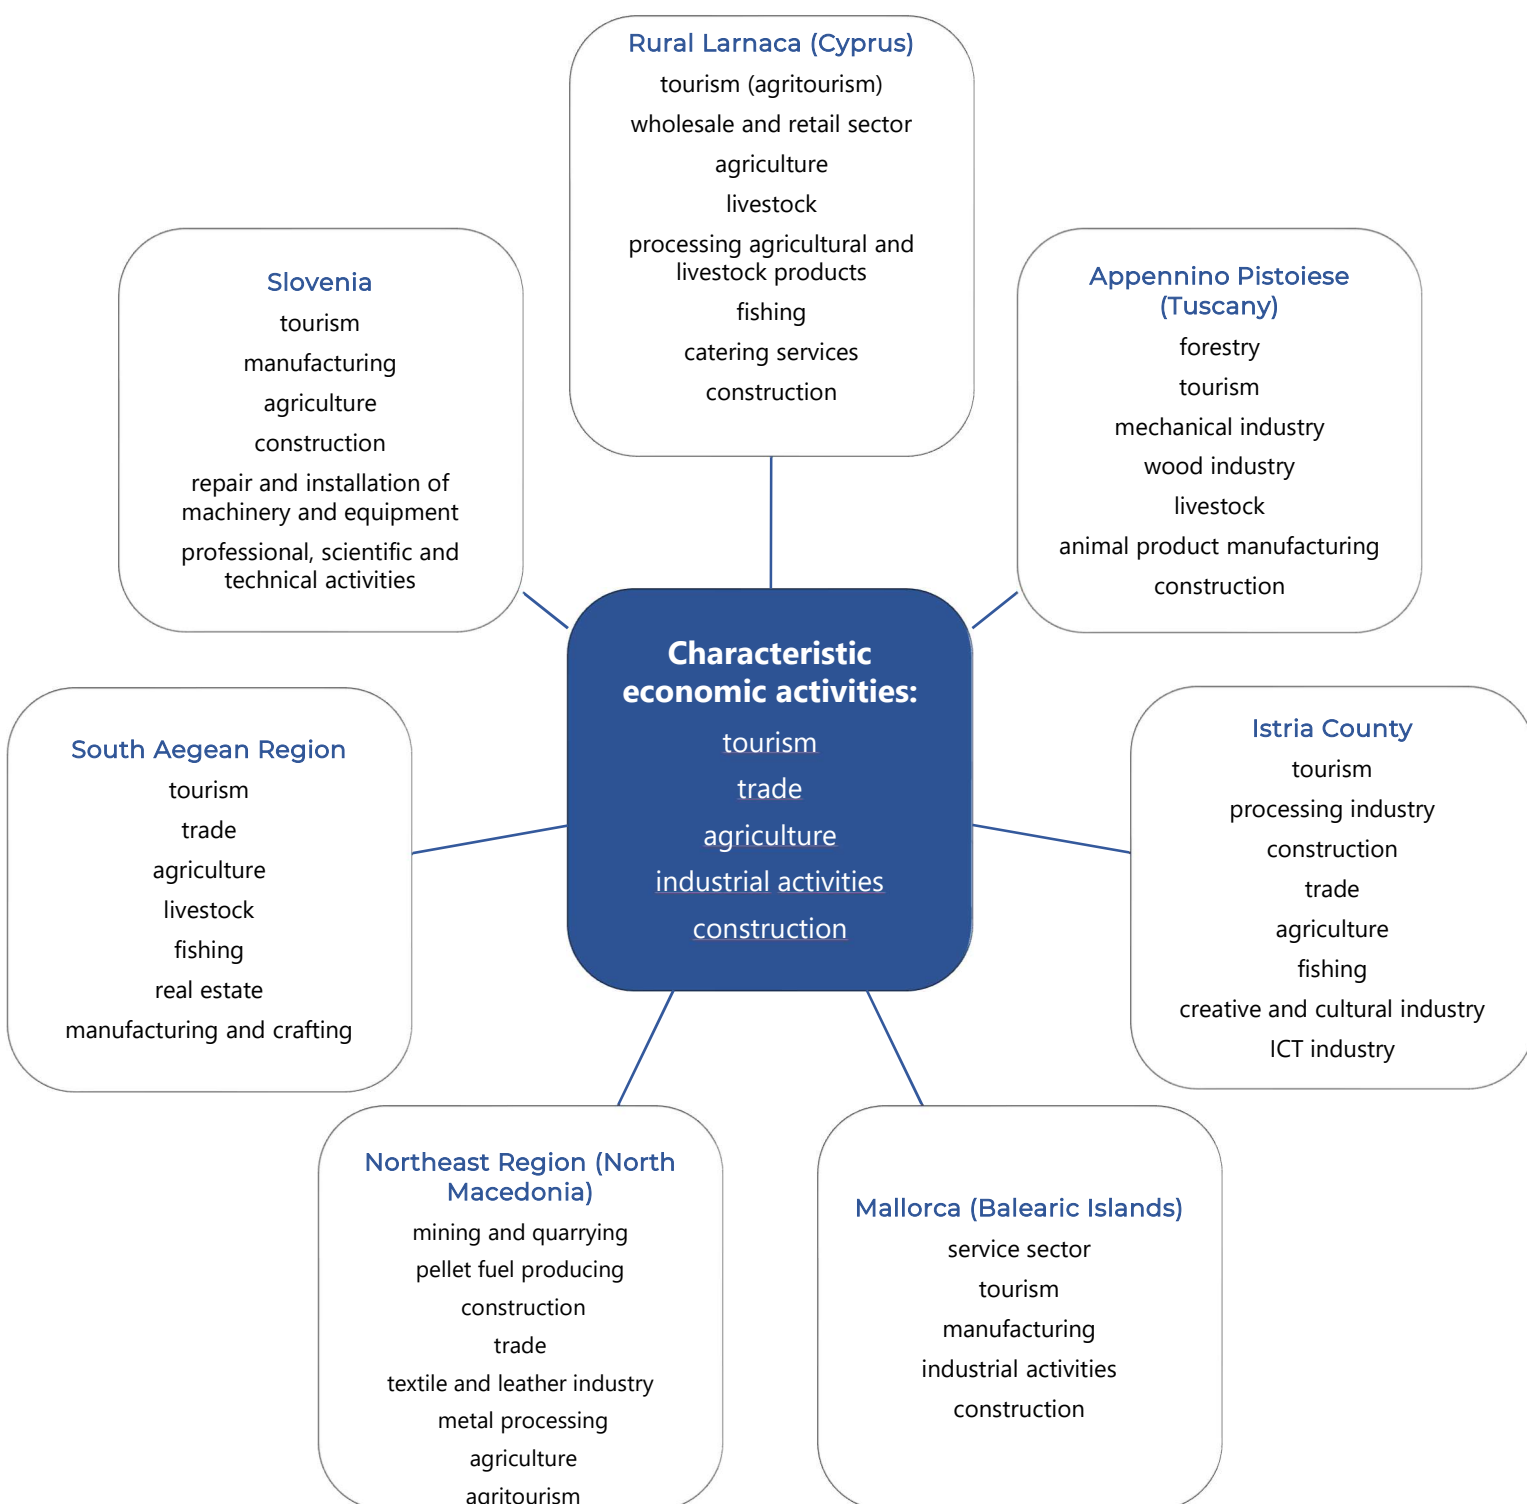 Rural Larnaca (Cyprus)
tourism (agritourism)
wholesale and retail sector
agriculture
livestock
processing agricultural and
livestock products
fishing
catering services
construction
Slovenia
tourism
manufacturing
agriculture
construction
repair and installation of
machinery and equipment
professional, scientific and
technical activities
Appennino Pistoiese
(Tuscany)
forestry
tourism
mechanical industry
wood industry
livestock
animal product manufacturing
construction
Characteristic
economic activities:
tourism
trade
agriculture
industrial activities
construction
South Aegean Region
tourism
trade
agriculture
livestock
fishing
real estate
manufacturing and crafting
Istria County
tourism
processing industry
construction
trade
agriculture
fishing
creative and cultural industry
ICT industry
Northeast Region (North
Macedonia)
mining and quarrying
pellet fuel producing
construction
trade
textile and leather industry
metal processing
agriculture
agritourism
Mallorca (Balearic Islands)
service sector
tourism
manufacturing
industrial activities
construction